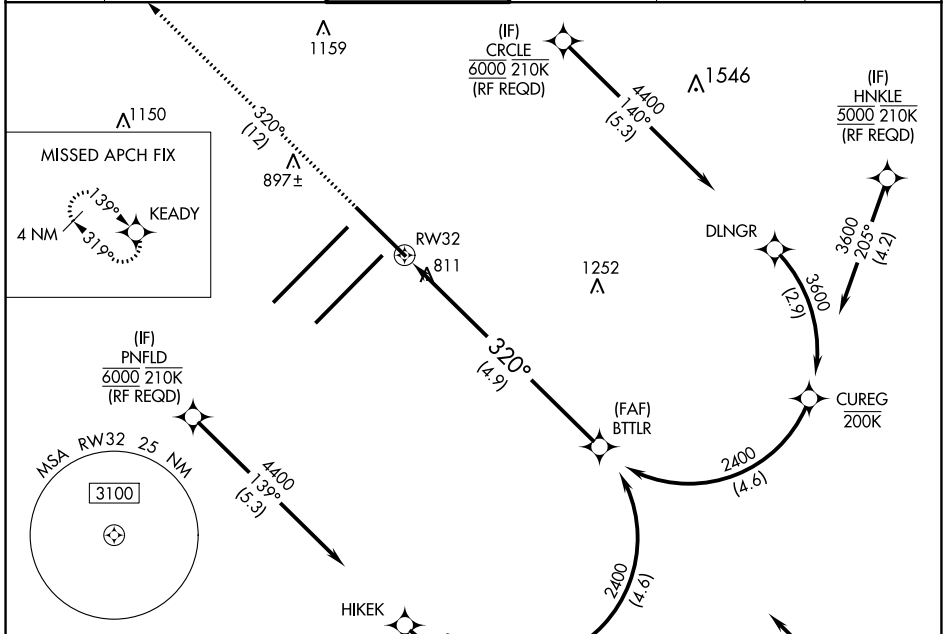 1159
(IF)
CRCLE
6000 210K
(RF REQD)
4400
140°
(5.3)
1546
(IF)
HNKLE
5000 210K
(RF REQD)
1150
320°
(12)
897±
MISSED APCH FIX
139°
KEADY
4 NM
319°
RW32
811
DLNGR
3600
205°
(4.2)
1252
3600
(2.9)
(IF)
PNFLD
6000 210K
(RF REQD)
320°
(4.9)
(FAF)
BTTLR
CUREG
200K
MSA RW32 25 NM
3100
4400
139°
(5.3)
2400
(4.6)
2400
(4.6)
HIKEK